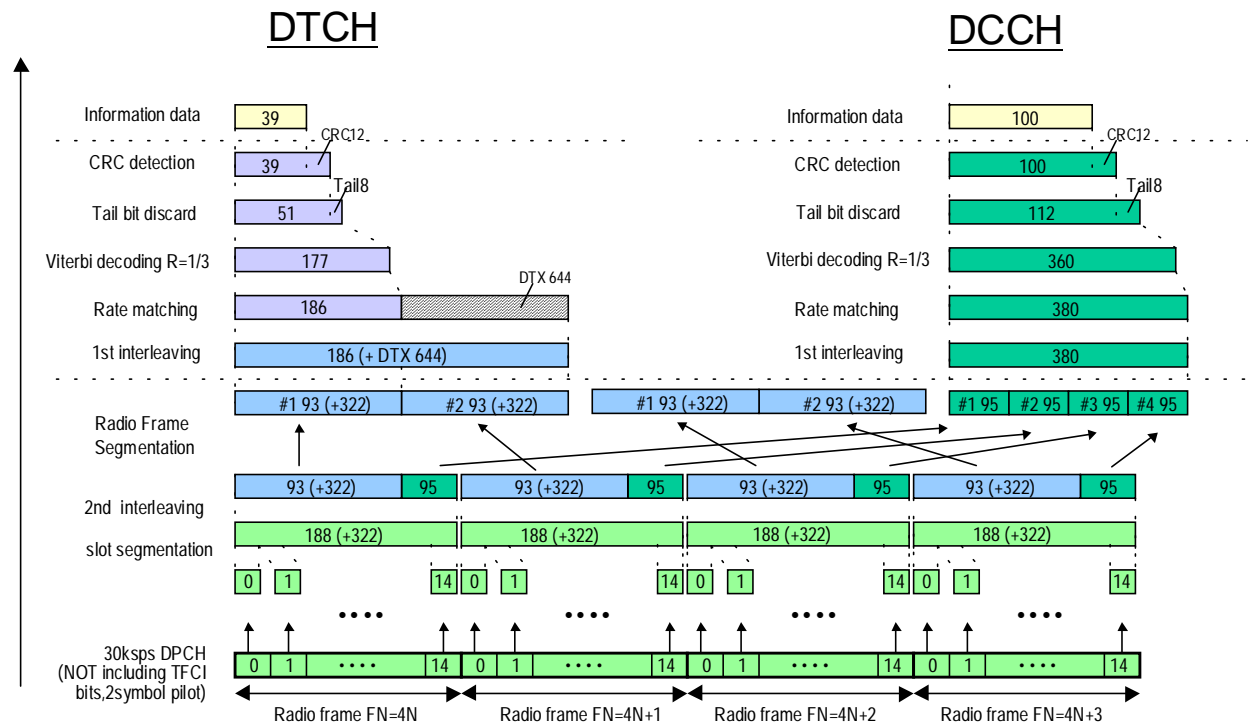 DTCH DCCH
Information data 39 Information data 100
CRC12 CRC12
CRC detection 39 CRC detection 100
Tail8 Tail8
Tail bit discard 51 Tail bit discard 112
Viterbi decoding R=1/3 177 Viterbi decoding R=1/3 360
DTX 644
Rate matching 186 Rate matching 380
1st interleaving 186 (+ DTX 644) 1st interleaving 380
#1 93 (+322) #2 93 (+322) #1 93 (+322) #2 93 (+322) #1 95 #2 95 #3 95 #4 95
Radio Frame
Segmentation
93 (+322) 95 93 (+322) 95 93 (+322) 95 93 (+322) 95
2nd interleaving
188 (+322) 188 (+322) 188 (+322) 188 (+322)
slot segmentation
0 1 14 0 1 14 0 1 14 0 1 14
•••• •••• •••• ••••
30ksps DPCH
(NOT including TFCI
bits,2symbol pilot)
0 1 •••• 14 0 1 •••• 14 0 1 •••• 14 0 1 •••• 14
Radio frame FN=4N Radio frame FN=4N+1 Radio frame FN=4N+2 Radio frame FN=4N+3